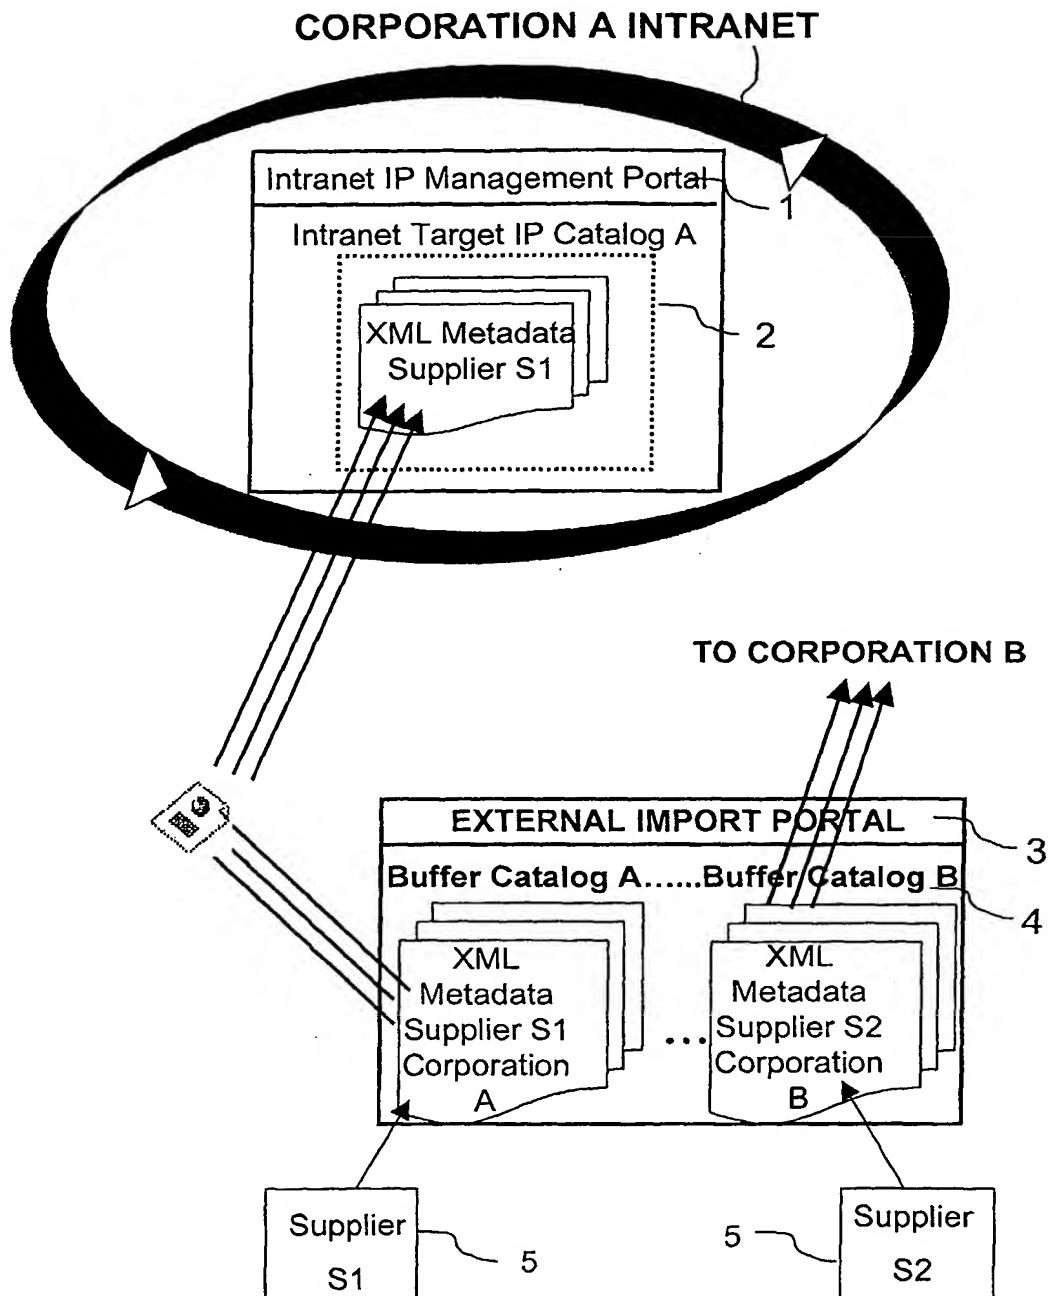 CORPORATION A INTRANET
Intranet IP Management Portal
1
Intranet Target IP Catalog A
XML Metadata
Supplier S1
2
TO CORPORATION B
EXTERNAL IMPORT PORTAL
3
Buffer Catalog A......Buffer Catalog B
4
XML
Metadata
Supplier S1
Corporation
A
...
XML
Metadata
Supplier S2
Corporation
B
Supplier
S1
5
5
Supplier
S2